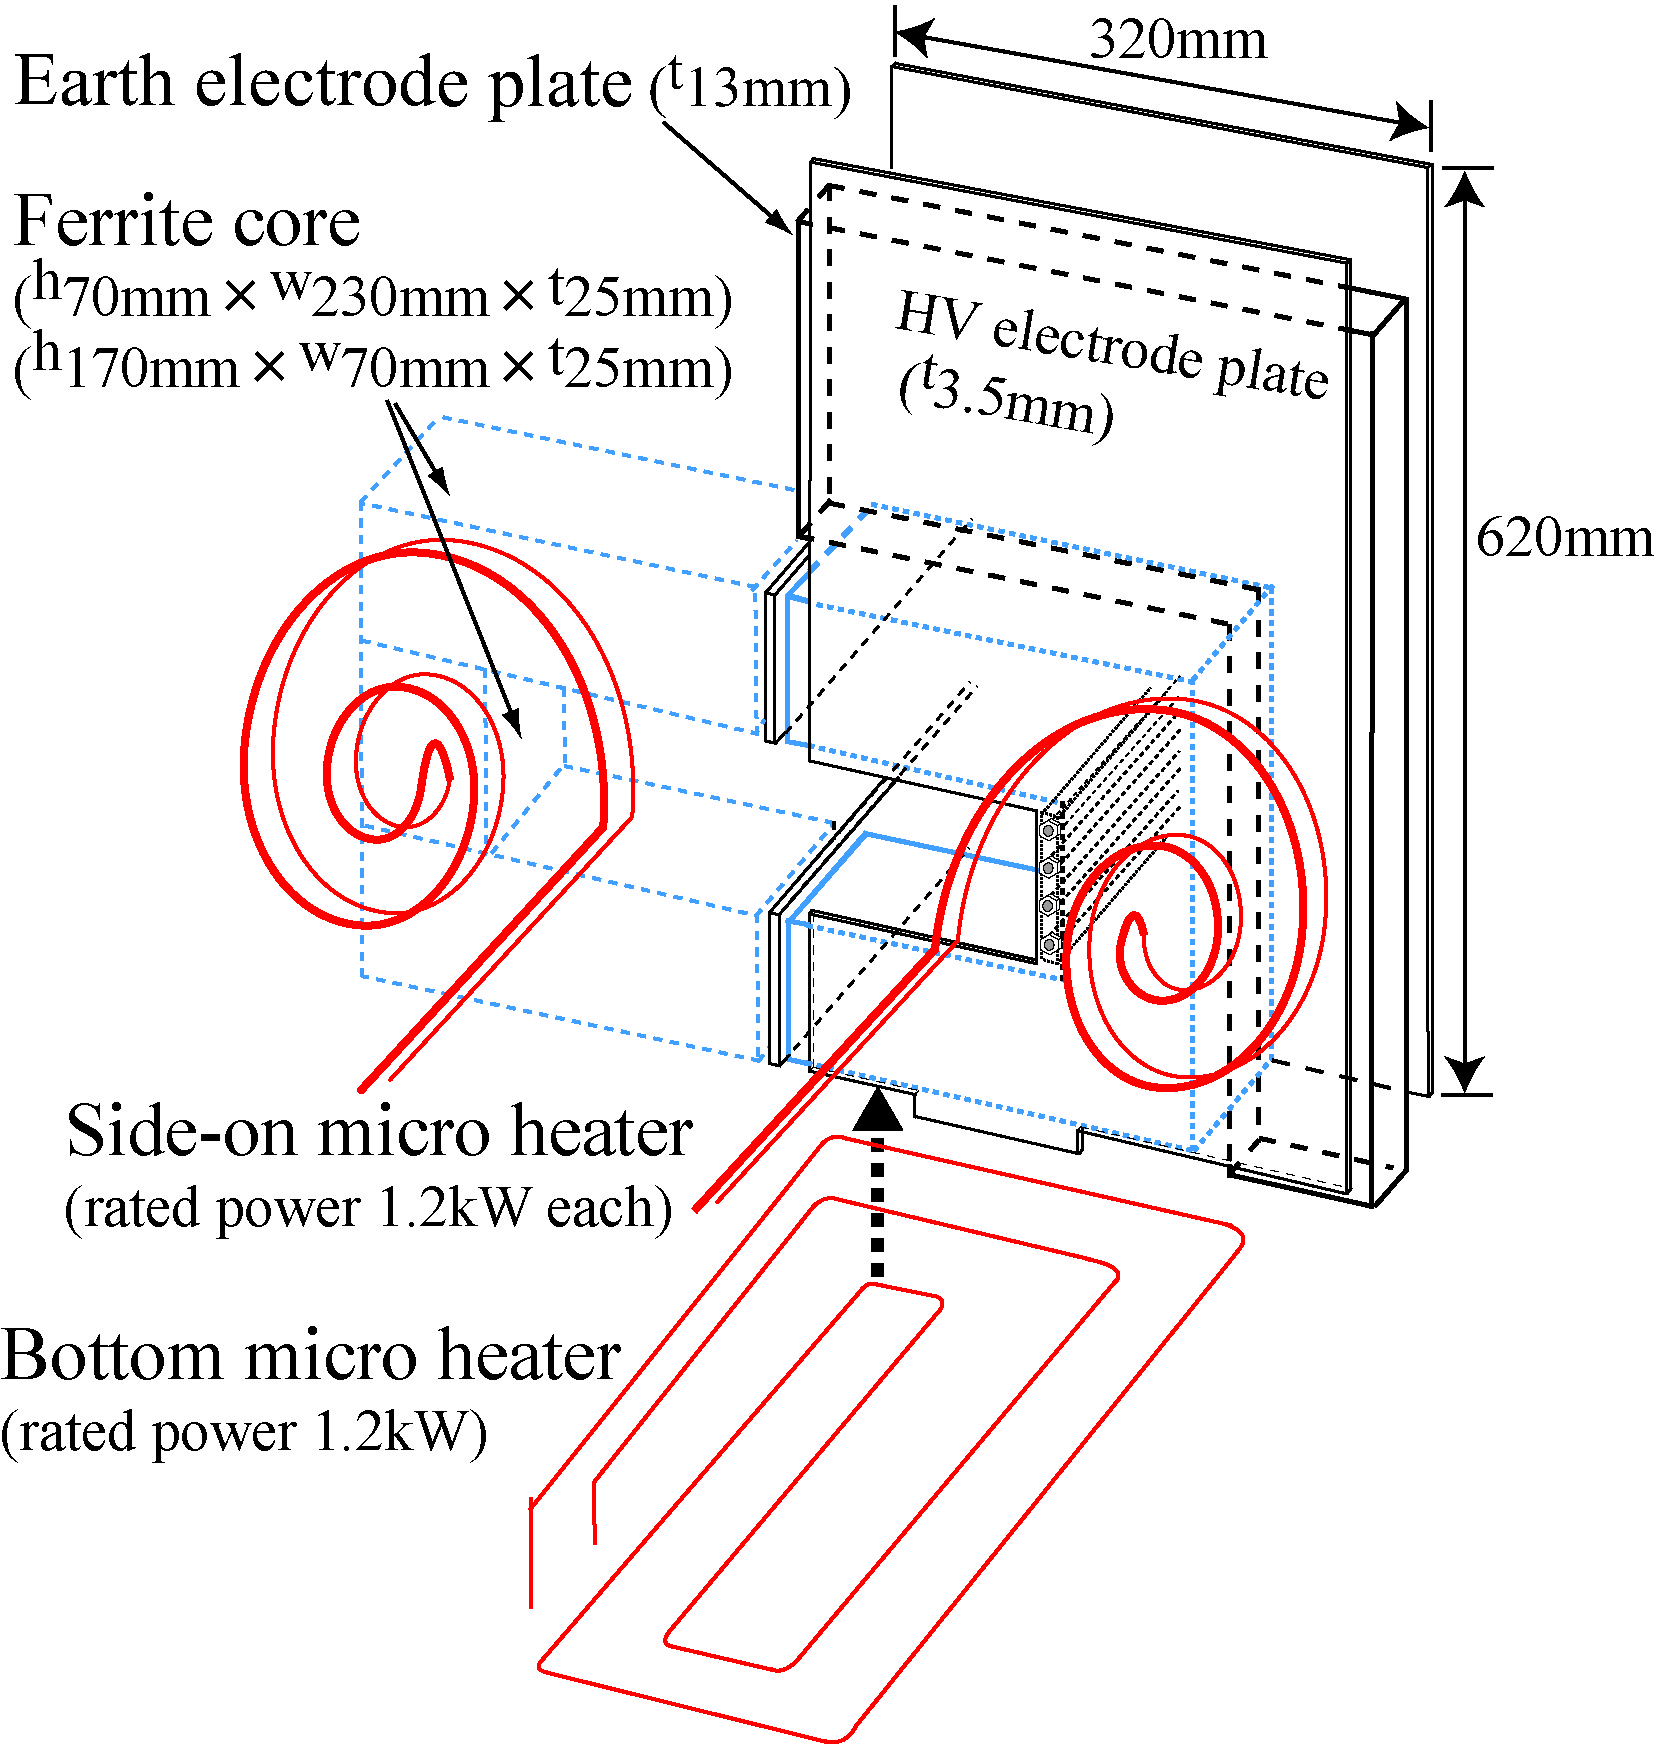 320mm
Earth electrode plate (t13mm)
Ferrite core
(h70mm × w230mm × t25mm)
(h170mm × w70mm × t25mm)
HV electrode plate
(t3.5mm)
620mm
Side-on micro heater
(rated power 1.2kW each)
Bottom micro heater
(rated power 1.2kW)